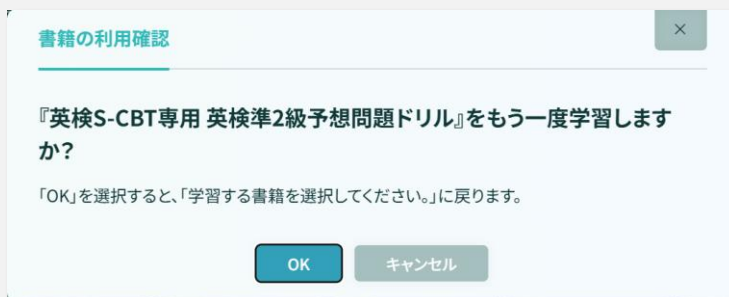 書籍の利用確認
×
『英検S-CBT専用 英検準2級予想問題ドリル』をもう一度学習します
か?
「OK」を選択すると、「学習する書籍を選択してください。」に戻ります。
OK
キャンセル